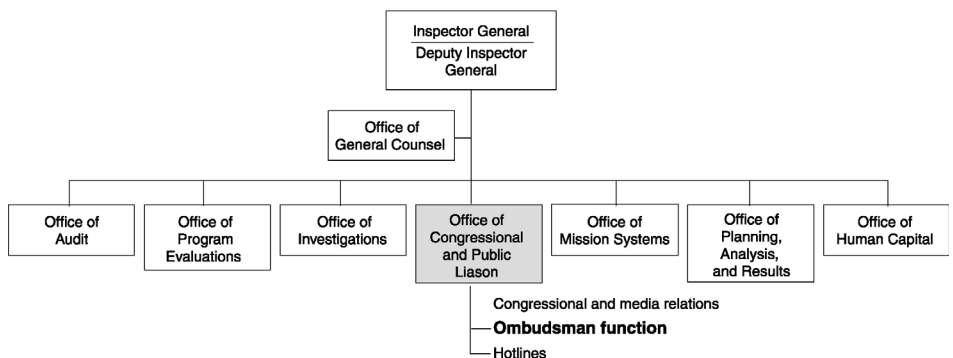 Inspector General
Deputy Inspector
General
Office of
General Counsel
Office of
Audit
Office of
Program
Evaluations
Office of
Investigations
Office of
Congressional
and Public
Liason
Office of
Mission Systems
Office of
Planning,
Analysis,
and Results
Office of
Human Capital
Congressional and media relations
Ombudsman function
Hotlines